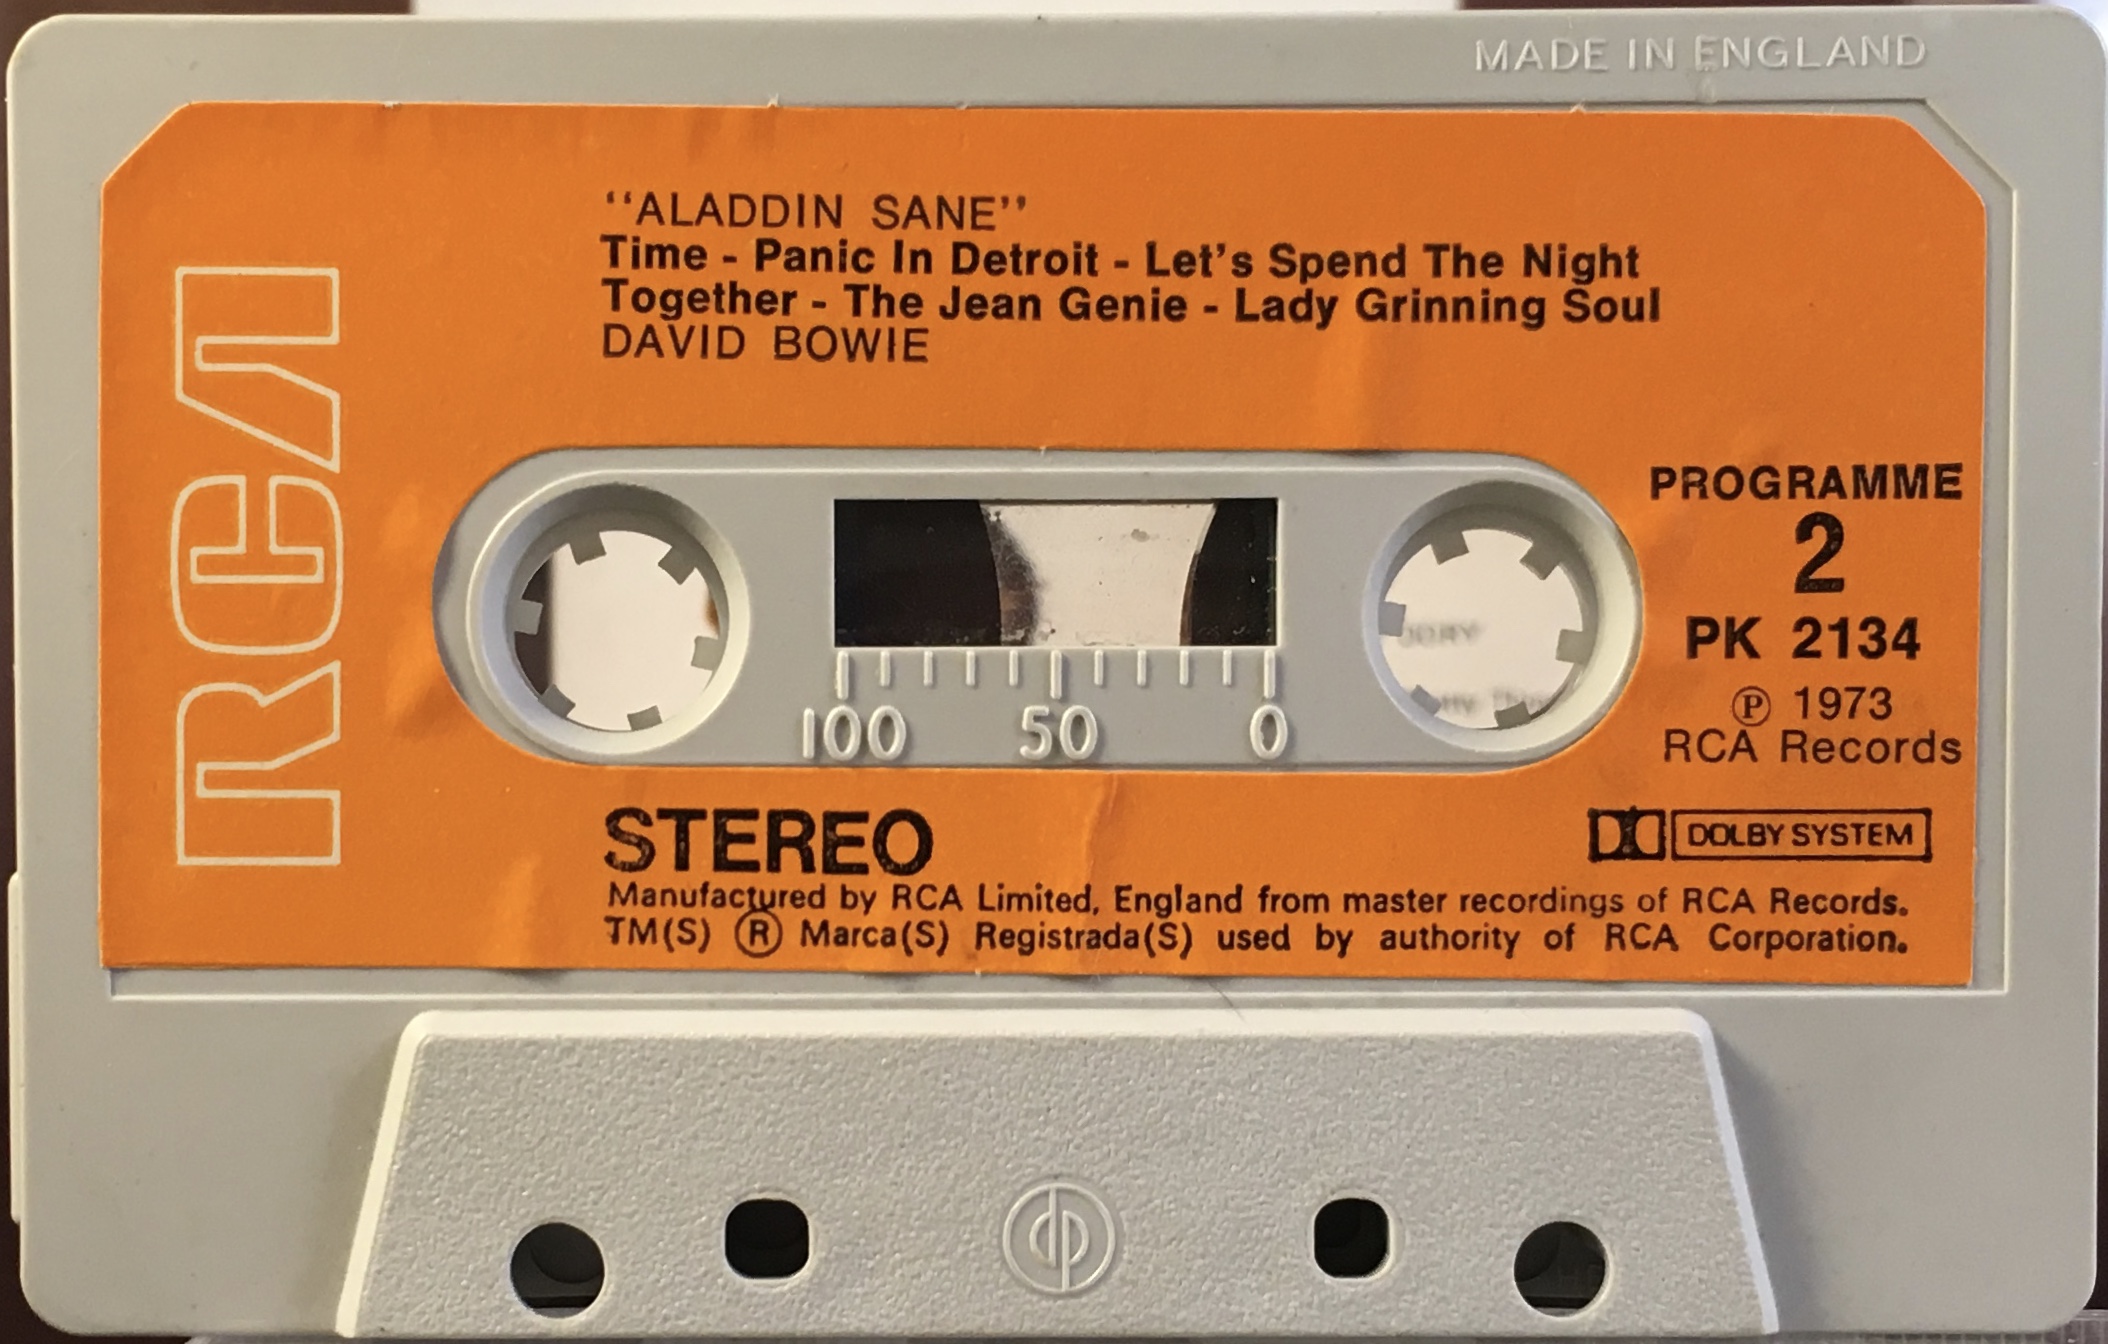 MADE IN ENGLAND
RCA
“ALADDIN SANE”
Time - Panic In Detroit - Let's Spend The Night
Together - The Jean Genie - Lady Grinning Soul
DAVID BOWIE
PROGRAMME
2
PK 2134
Ⓟ 1973
RCA Records
100 50 0
STEREO
DOLBY SYSTEM
Manufactured by RCA Limited, England from master recordings of RCA Records.
TM(S) ® Marca(S) Registrada(S) used by authority of RCA Corporation.